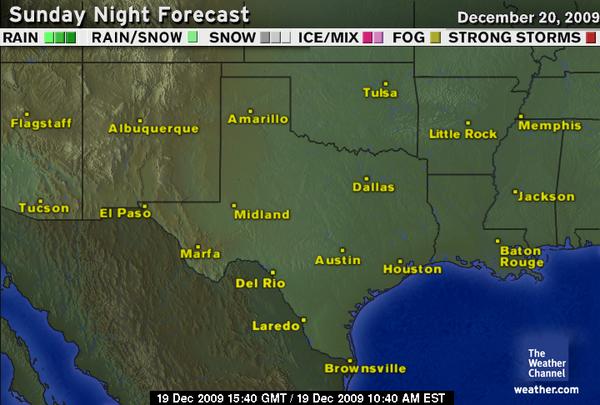 Sunday Night Forecast
December 20, 2009
RAIN RAIN/SNOW SNOW ICE/MIX FOG STRONG STORMS
Tulsa
Flagstaff
Albuquerque
Amarillo
Little Rock
Memphis
Dallas
Jackson
Tucson
El Paso
Midland
Marfa
Austin
Houston
Baton
Rouge
Del Rio
Laredo
Brownsville
The
Weather
Channel
weather.com
19 Dec 2009 15:40 GMT / 19 Dec 2009 10:40 AM EST